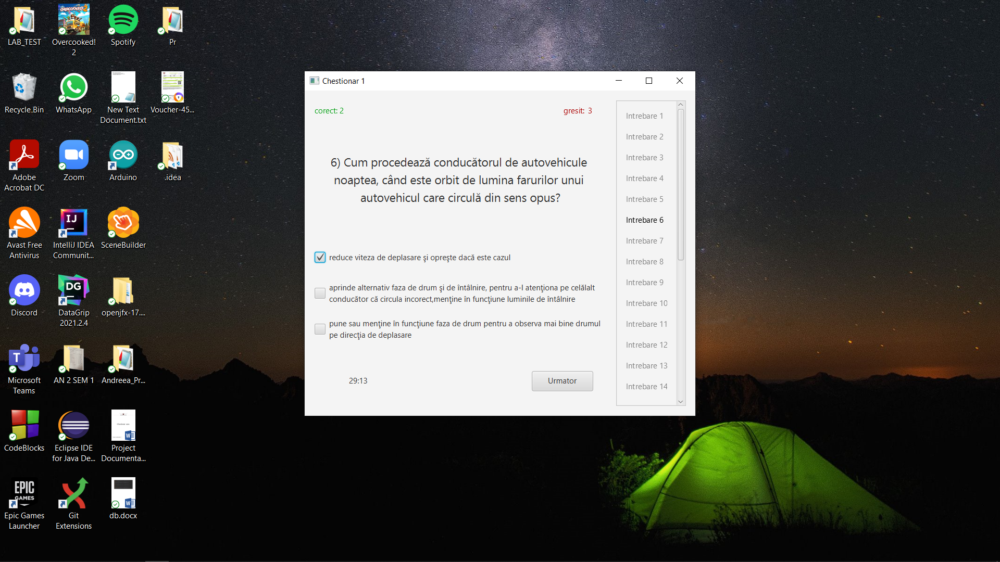 LAB_TEST
Overcooked! 2
Spotify
Pr
Recycle Bin
WhatsApp
New Text Document.txt
Voucher-45...
Adobe Acrobat DC
Zoom
Arduino
.idea
Avast Free Antivirus
IntelliJ IDEA Communit...
SceneBuilder
Discord
DataGrip 2021.2.4
openjfx-17....
Microsoft Teams
AN 2 SEM 1
Andreea_Pr...
CodeBlocks
Eclipse IDE for Java De...
Project Documenta...
Epic Games Launcher
Git Extensions
db.docx
OVERCOOKED! 2
IJ
DG
T
W
EPIC GAMES
W
Chestionar 1
corect: 2
gresit: 3
6) Cum procedează conducătorul de autovehicule
noaptea, când este orbit de lumina farurilor unui
autovehicul care circulă din sens opus?
reduce viteza de deplasare şi opreşte dacă este cazul
aprinde alternativ faza de drum şi de întâlnire, pentru a-l atenţiona pe celălalt
conducător că circula incorect,menţine în funcţiune luminile de întâlnire
pune sau menţine în funcţiune faza de drum pentru a observa mai bine drumul
pe direcţia de deplasare
29:13
Urmator
Intrebare 1
Intrebare 2
Intrebare 3
Intrebare 4
Intrebare 5
Intrebare 6
Intrebare 7
Intrebare 8
Intrebare 9
Intrebare 10
Intrebare 11
Intrebare 12
Intrebare 13
Intrebare 14